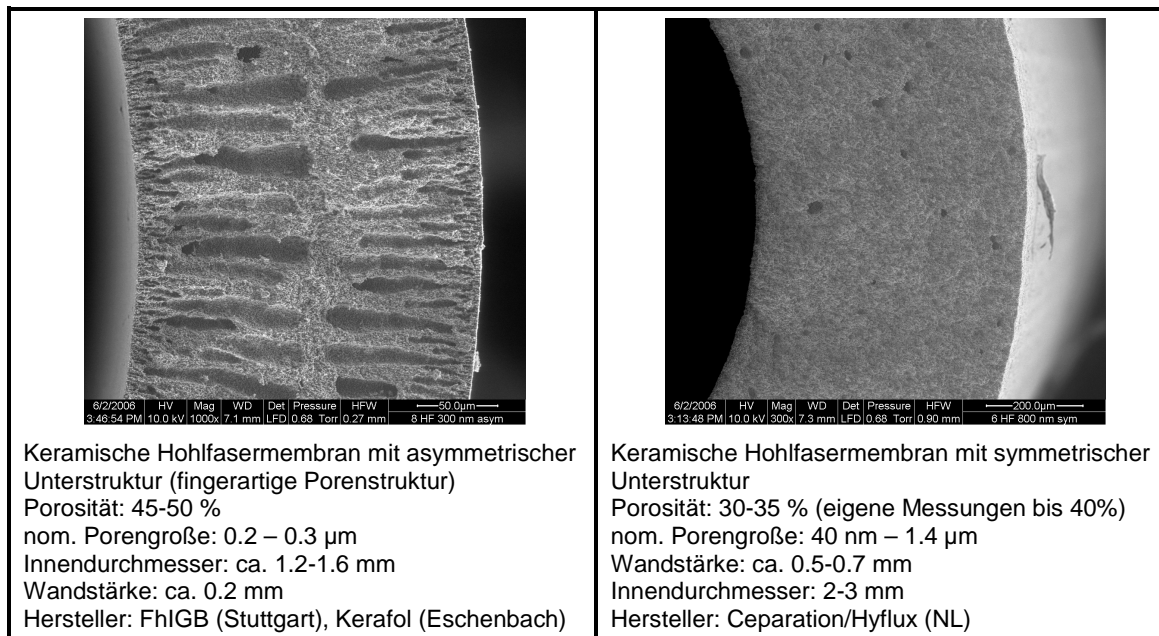 6/2/2006 HV Mag WD Det Pressure HFW 50.0µm
3:46:54 PM 10.0 kV 1000x 7.1 mm LFD 0.68 Torr 0.27 mm 8 HF 300 nm asym
Keramische Hohlfasermembran mit asymmetrischer
Unterstruktur (fingerartige Porenstruktur)
Porosität: 45-50 %
nom. Porengroße: 0.2 – 0.3 µm
Innendurchmesser: ca. 1.2-1.6 mm
Wandstärke: ca. 0.2 mm
Hersteller: FhIGB (Stuttgart), Kerafol (Eschenbach)
6/2/2006 HV Mag WD Det Pressure HFW 200.0µm
3:13:48 PM 10.0 kV 300x 7.3 mm LFD 0.68 Torr 0.90 mm 6 HF 800 nm sym
Keramische Hohlfasermembran mit symmetrischer
Unterstruktur
Porosität: 30-35 % (eigene Messungen bis 40%)
nom. Porengroße: 40 nm – 1.4 µm
Wandstärke: ca. 0.5-0.7 mm
Innendurchmesser: 2-3 mm
Hersteller: Ceparation/Hyflux (NL)